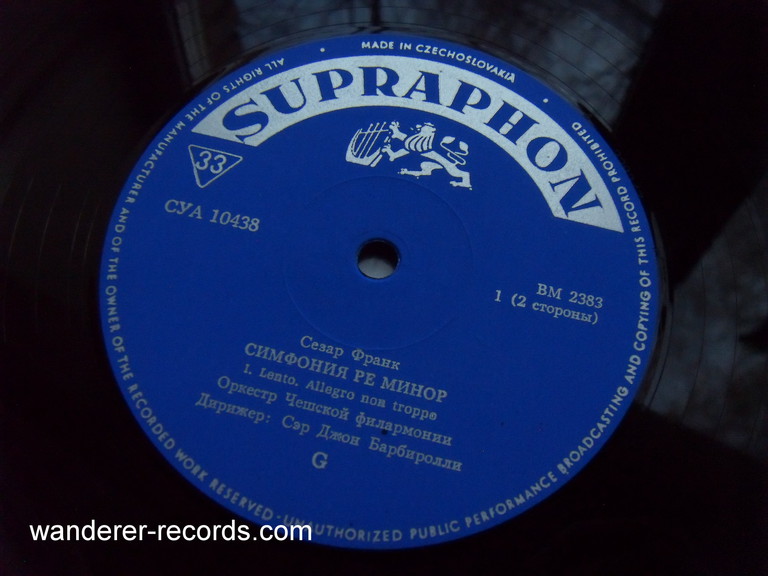 MADE IN CZECHOSLOVAKIA
SUPRAPHON
33
СУА 10438
ВМ 2383
1 (2 стороны)
Сезар Франк
СИМФОНИЯ РЕ МИНОР
1. Lento, Allegro non troppo
Оркестр Чешской филармонии
Дирижер: Сэр Джон Барбиролли
G
ALL RIGHTS OF THE MANUFACTURER AND OF THE OWNER OF THE RECORDED WORK RESERVED · UNAUTHORIZED PUBLIC PERFORMANCE BROADCASTING AND COPYING OF THIS RECORD PROHIBITED
wanderer-records.com